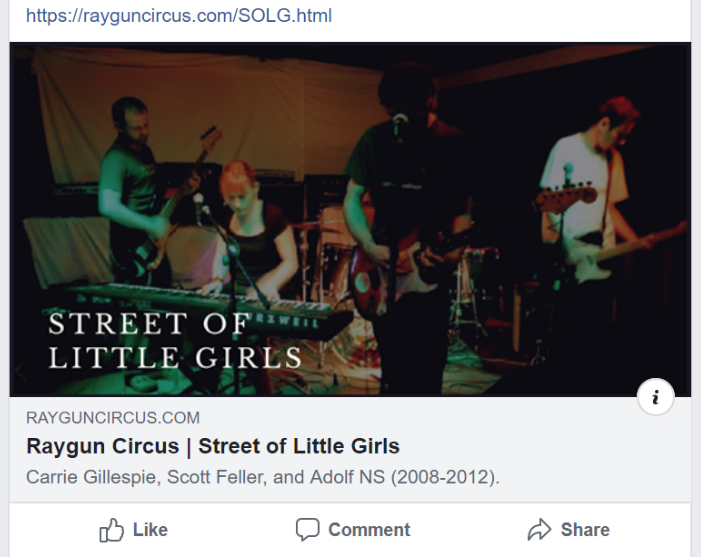 https://rayguncircus.com/SOLG.html
KURZWEIL
STREET OF
LITTLE GIRLS
i
RAYGUNCIRCUS.COM
Raygun Circus | Street of Little Girls
Carrie Gillespie, Scott Feller, and Adolf NS (2008-2012).
Like Comment Share